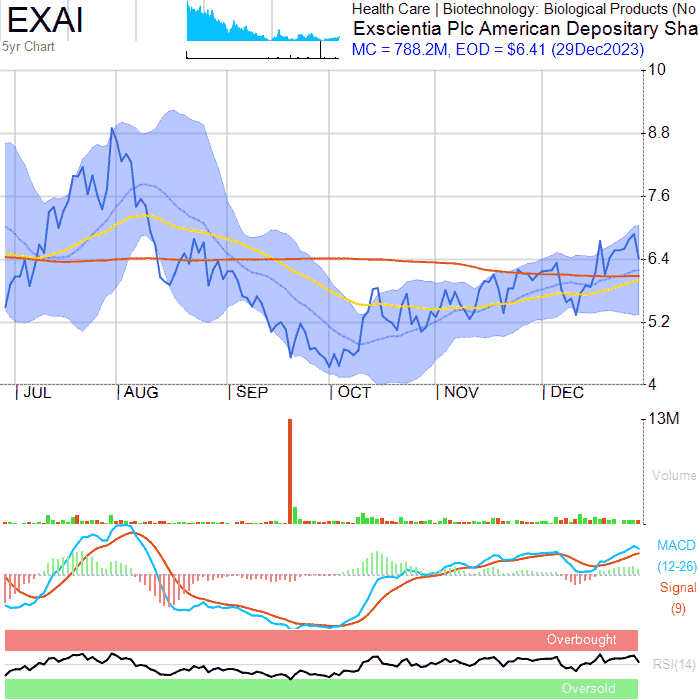 EXAI
5yr Chart
Health Care | Biotechnology: Biological Products (No
Exscientia Plc American Depositary Sha
MC = 788.2M, EOD = $6.41 (29Dec2023)
10
8.8
7.6
6.4
5.2
4
|JUL |AUG |SEP |OCT |NOV |DEC
13M
Volume
MACD
(12-26)
Signal
(9)
Overbought
RSI(14)
Oversold